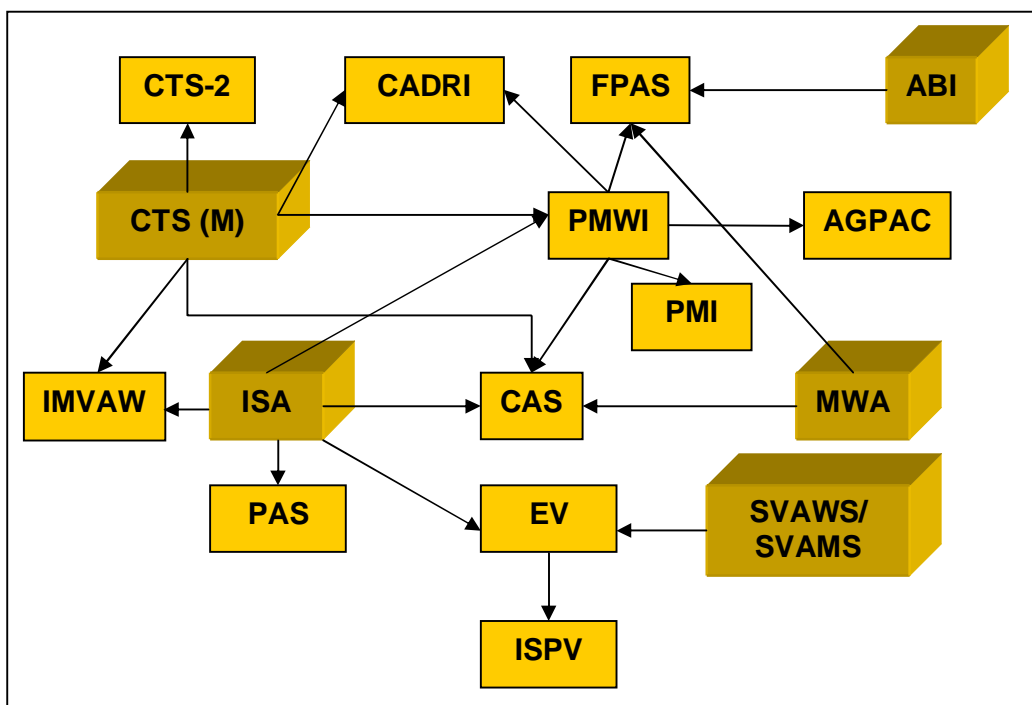 ABI
CTS-2
CADRI
FPAS
CTS (M)
PMWI
AGPAC
PMI
IMVAW
ISA
CAS
MWA
PAS
EV
SVAWS/
SVAMS
ISPV